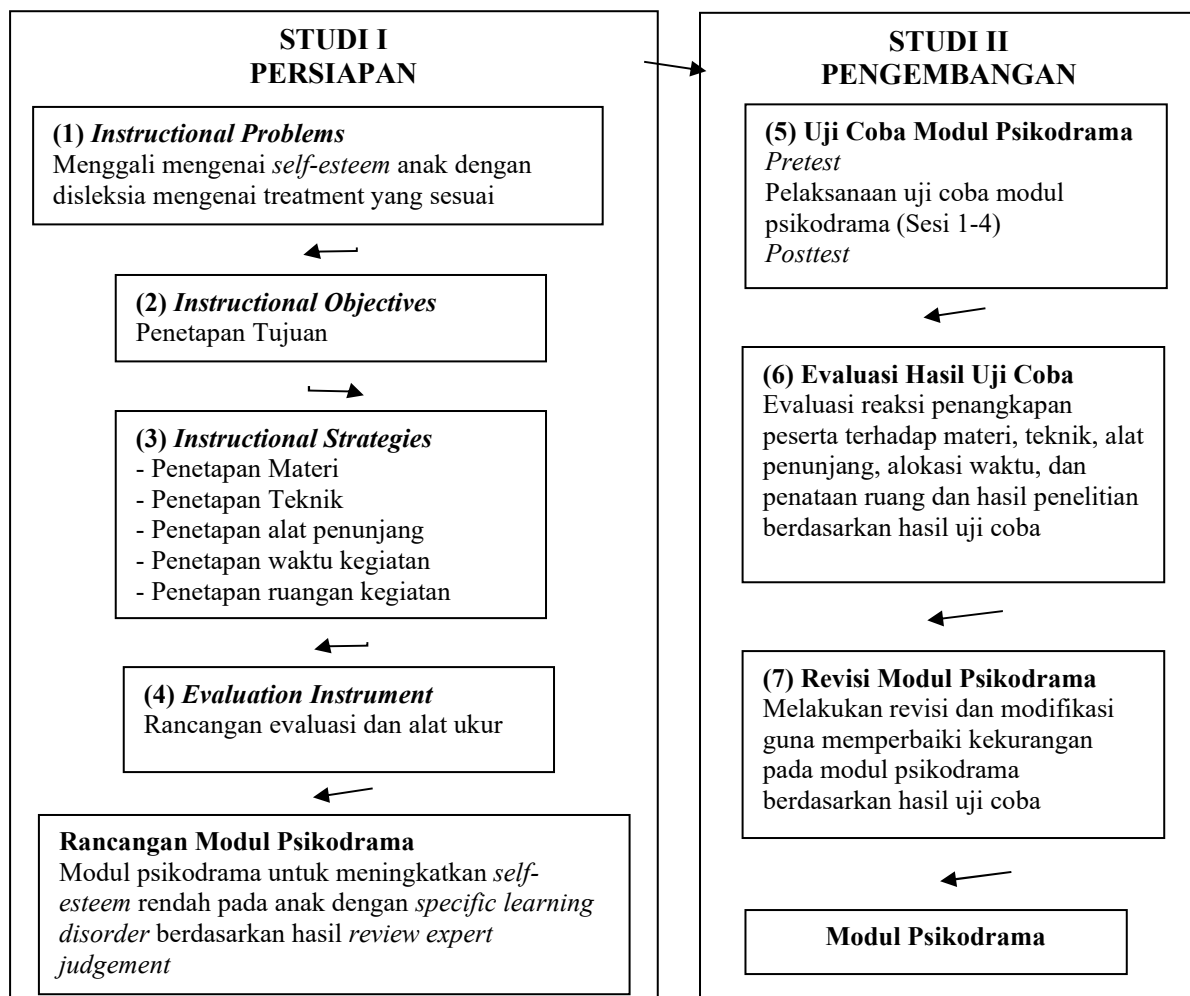 STUDI I
PERSIAPAN
(1) Instructional Problems
Menggali mengenai self-esteem anak dengan
disleksia mengenai treatment yang sesuai
(2) Instructional Objectives
Penetapan Tujuan
(3) Instructional Strategies
- Penetapan Materi
- Penetapan Teknik
- Penetapan alat penunjang
- Penetapan waktu kegiatan
- Penetapan ruangan kegiatan
(4) Evaluation Instrument
Rancangan evaluasi dan alat ukur
Rancangan Modul Psikodrama
Modul psikodrama untuk meningkatkan self-
esteem rendah pada anak dengan specific learning
disorder berdasarkan hasil review expert
judgement
STUDI II
PENGEMBANGAN
(5) Uji Coba Modul Psikodrama
Pretest
Pelaksanaan uji coba modul
psikodrama (Sesi 1-4)
Posttest
(6) Evaluasi Hasil Uji Coba
Evaluasi reaksi penangkapan
peserta terhadap materi, teknik, alat
penunjang, alokasi waktu, dan
penataan ruang dan hasil penelitian
berdasarkan hasil uji coba
(7) Revisi Modul Psikodrama
Melakukan revisi dan modifikasi
guna memperbaiki kekurangan
pada modul psikodrama
berdasarkan hasil uji coba
Modul Psikodrama